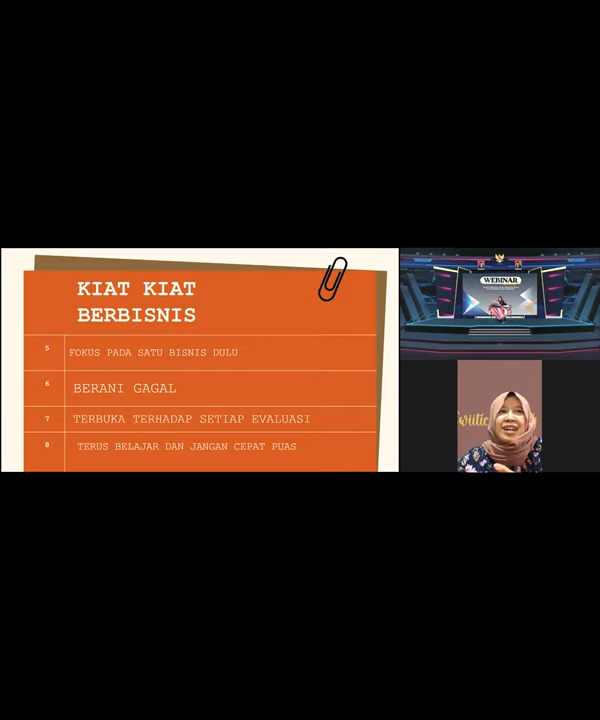 KIAT KIAT
BERBISNIS
5
FOKUS PADA SATU BISNIS DULU
6
BERANI GAGAL
7
TERBUKA TERHADAP SETIAP EVALUASI
8
TERUS BELAJAR DAN JANGAN CEPAT PUAS
WEBINAR